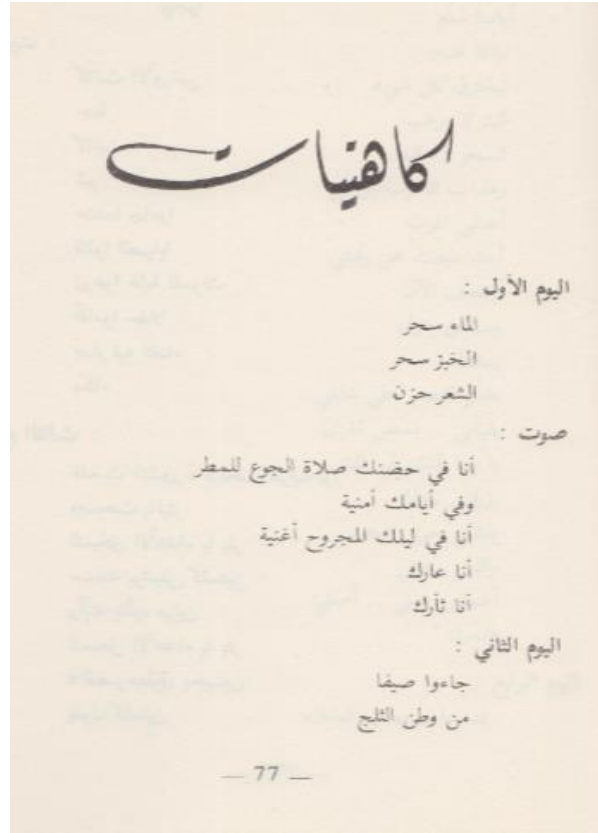 كاهنيات
اليوم الأول :
الماء سحر
الخبز سحر
الشعر حزن
صوت :
أنا في حضنك صلاة الجوع للمطر
وفي أيامك أمنية
أنا في ليلك المجروح أغنية
أنا عارك
أنا ثأرك
اليوم الثاني :
جاءوا صيفا
من وطن الثلج
— 77 —